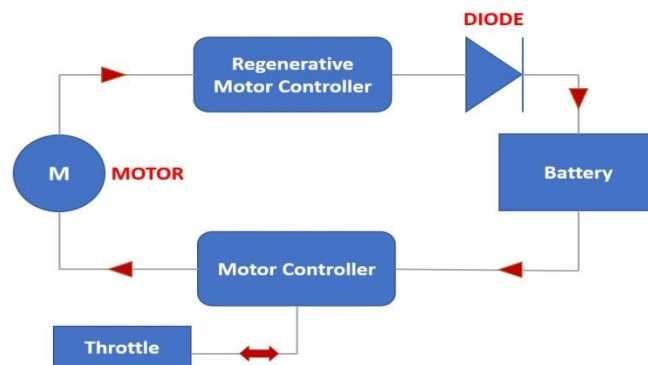 DIODE
Regenerative
Motor Controller
M
MOTOR
Battery
Motor Controller
Throttle